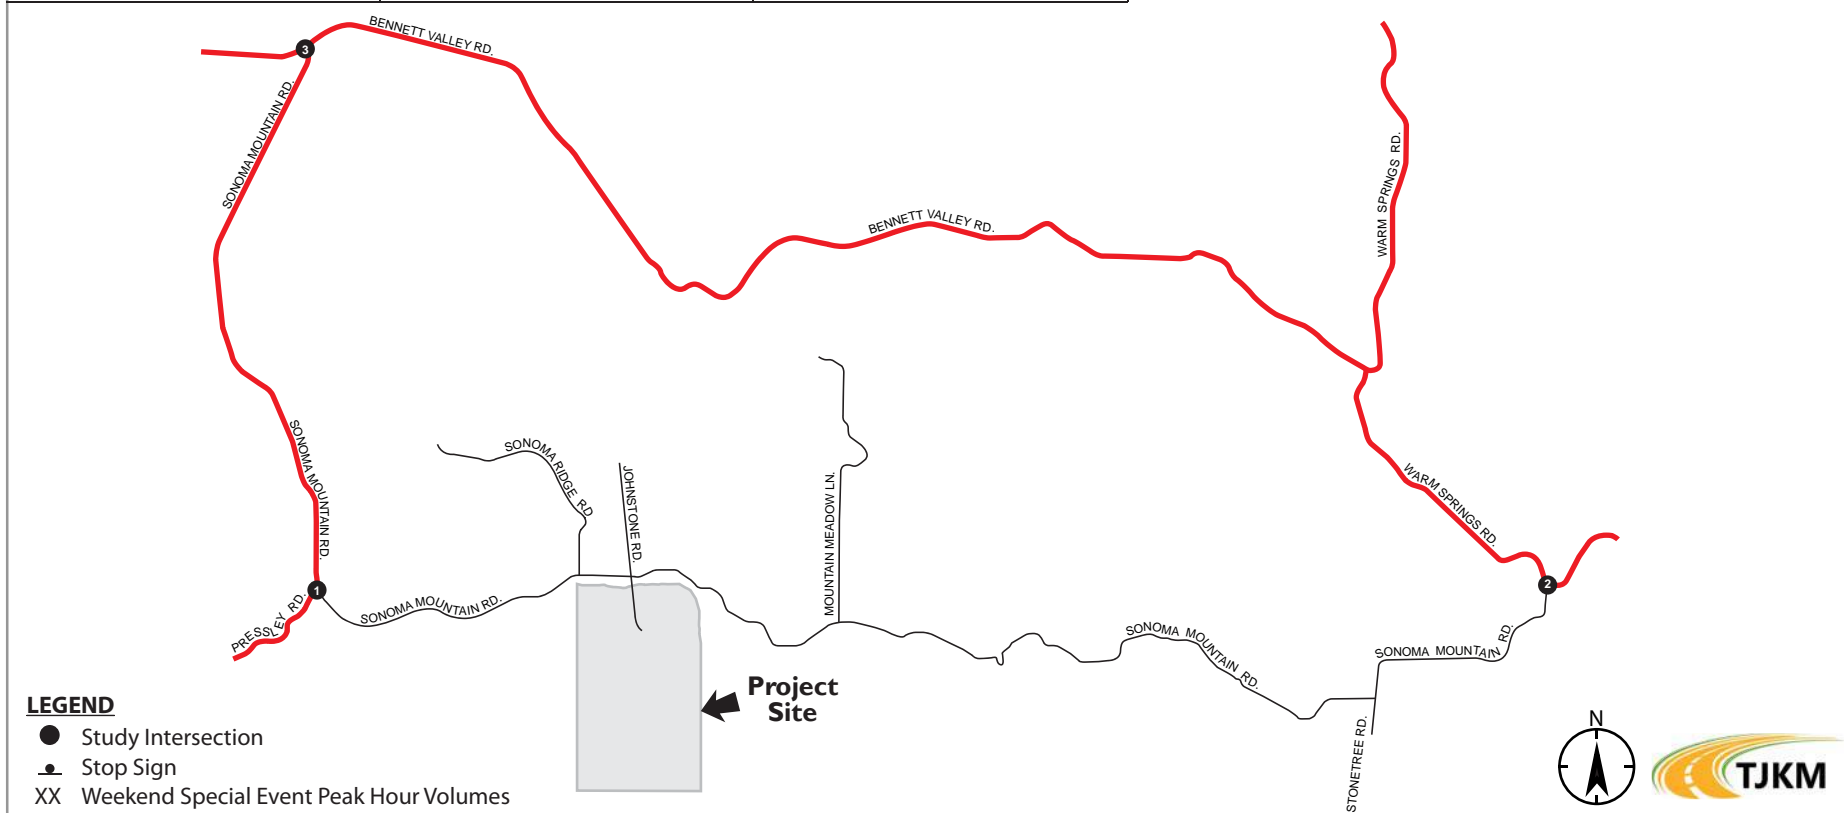 BENNETT VALLEY RD.
3
SONOMA MOUNTAIN RD.
WARM SPRINGS RD.
BENNETT VALLEY RD.
SONOMA MOUNTAIN RD.
SONOMA RIDGE RD
JOHNSTONE RD.
MOUNTAIN MEADOW LN.
WARM SPRINGS RD.
1
2
PRESSLEY RD.
SONOMA MOUNTAIN RD.
SONOMA MOUNTAIN RD.
SONOMA MOUNTAIN RD.
STONETREE RD.
Project
Site
LEGEND
Study Intersection
Stop Sign
XX Weekend Special Event Peak Hour Volumes
N
TJKM